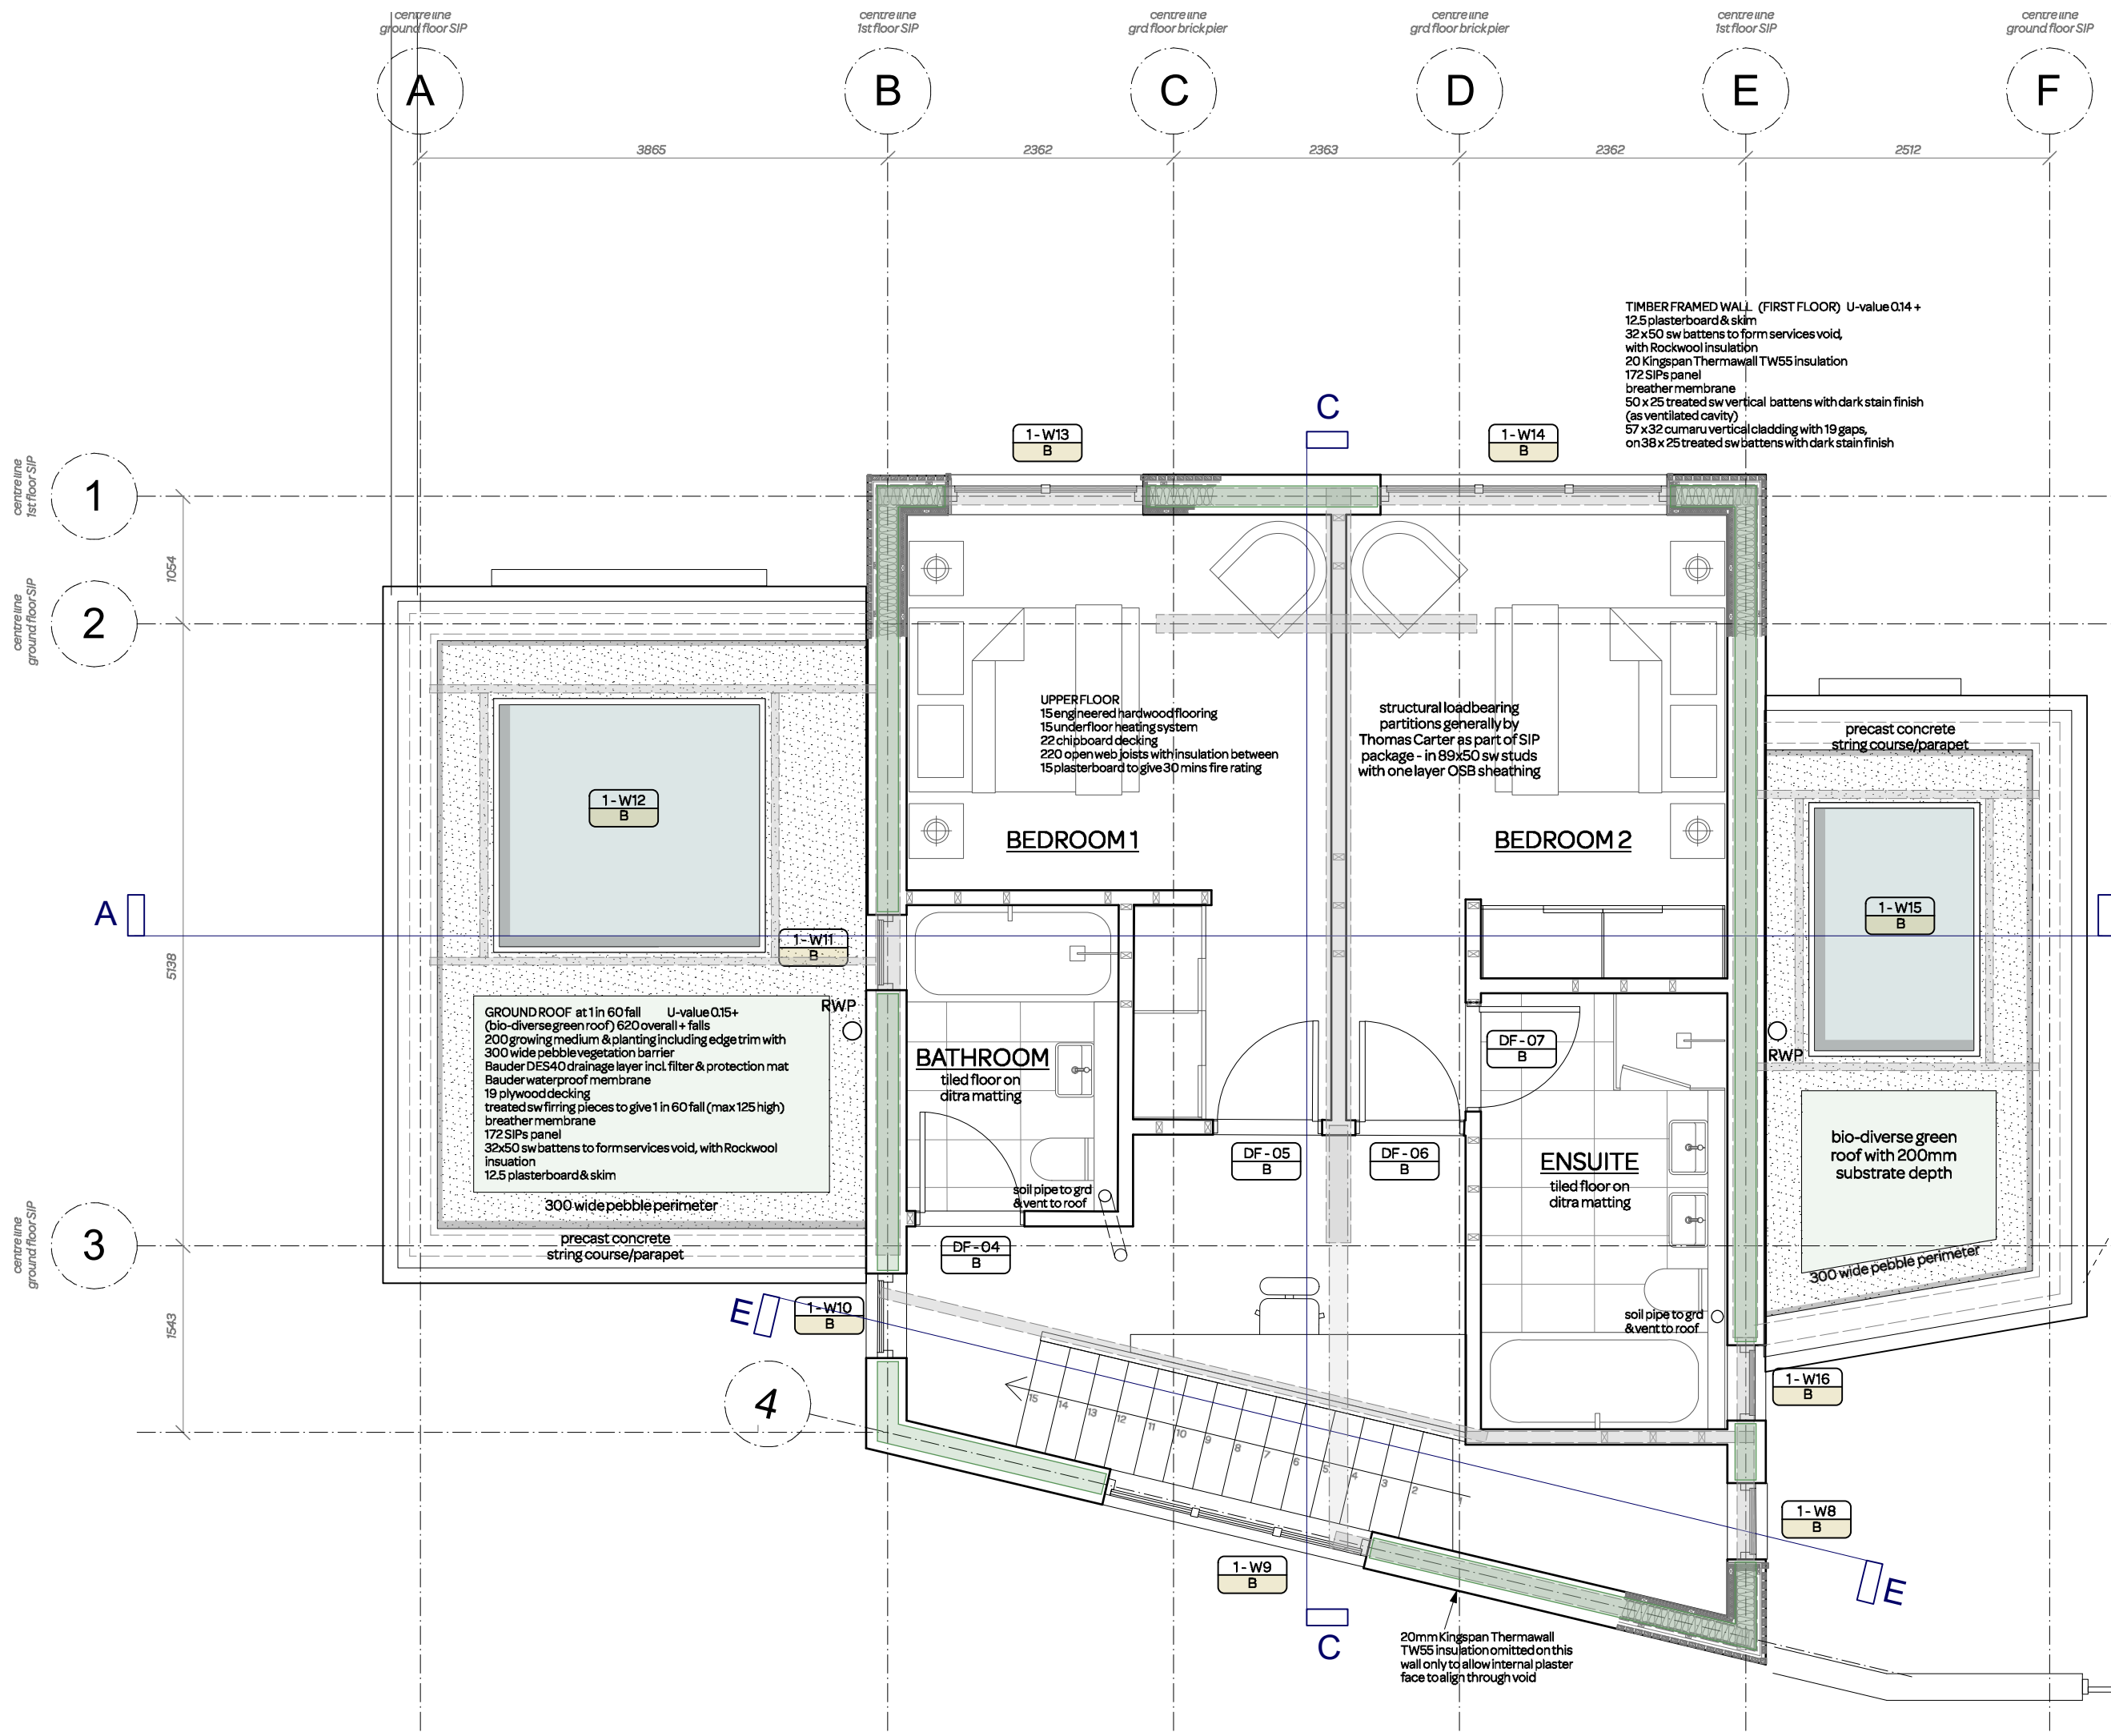 centre line
ground floor SIP
centre line
1st floor SIP
centre line
grd floor brick pier
centre line
grd floor brick pier
centre line
1st floor SIP
centre line
ground floor SIP
A
B
C
D
E
F
3865
2362
2363
2362
2512
TIMBER FRAMED WALL (FIRST FLOOR) U-value 0.14 +
12.5 plasterboard & skim
32 x 50 sw battens to form services void,
with Rockwool insulation
20 Kingspan Thermawall TW55 insulation
172 SIPs panel
breather membrane
50 x 25 treated sw vertical battens with dark stain finish
(as ventilated cavity)
57 x 32 cumaru vertical cladding with 19 gaps,
on 38 x 25 treated sw battens with dark stain finish
C
1 - W13
B
1 - W14
B
centre line
1st floor SIP
1
1054
centre line
ground floor SIP
2
UPPER FLOOR
15 engineered hardwood flooring
15 underfloor heating system
22 chipboard decking
220 open web joists with insulation between
15 plasterboard to give 30 mins fire rating
structural loadbearing
partitions generally by
Thomas Carter as part of SIP
package - in 89x50 sw studs
with one layer OSB sheathing
precast concrete
string course/parapet
1 - W12
B
BEDROOM 1
BEDROOM 2
A
1 - W11
B
1 - W15
B
5138
RWP
GROUND ROOF at 1 in 60 fall U-value 0.15+
(bio-diverse green roof) 620 overall + falls
200 growing medium & planting including edge trim with
300 wide pebble vegetation barrier
Bauder DES40 drainage layer incl. filter & protection mat
Bauder waterproof membrane
19 plywood decking
treated sw firring pieces to give 1 in 60 fall (max 125 high)
breather membrane
172 SIPs panel
32x50 sw battens to form services void, with Rockwool
insuation
12.5 plasterboard & skim
300 wide pebble perimeter
precast concrete
string course/parapet
BATHROOM
tiled floor on
ditra matting
soil pipe to grd
& vent to roof
DF - 07
B
RWP
DF - 05
B
DF - 06
B
ENSUITE
tiled floor on
ditra matting
bio-diverse green
roof with 200mm
substrate depth
300 wide pebble perimeter
centre line
ground floor SIP
3
DF - 04
B
1543
E
1 - W10
B
soil pipe to grd
& vent to roof
1 - W16
B
4
15
14
13
12
11
10
9
8
7
6
5
4
3
2
1
1 - W8
B
1 - W9
B
E
C
20mm Kingspan Thermawall
TW55 insulation omitted on this
wall only to allow internal plaster
face to align through void